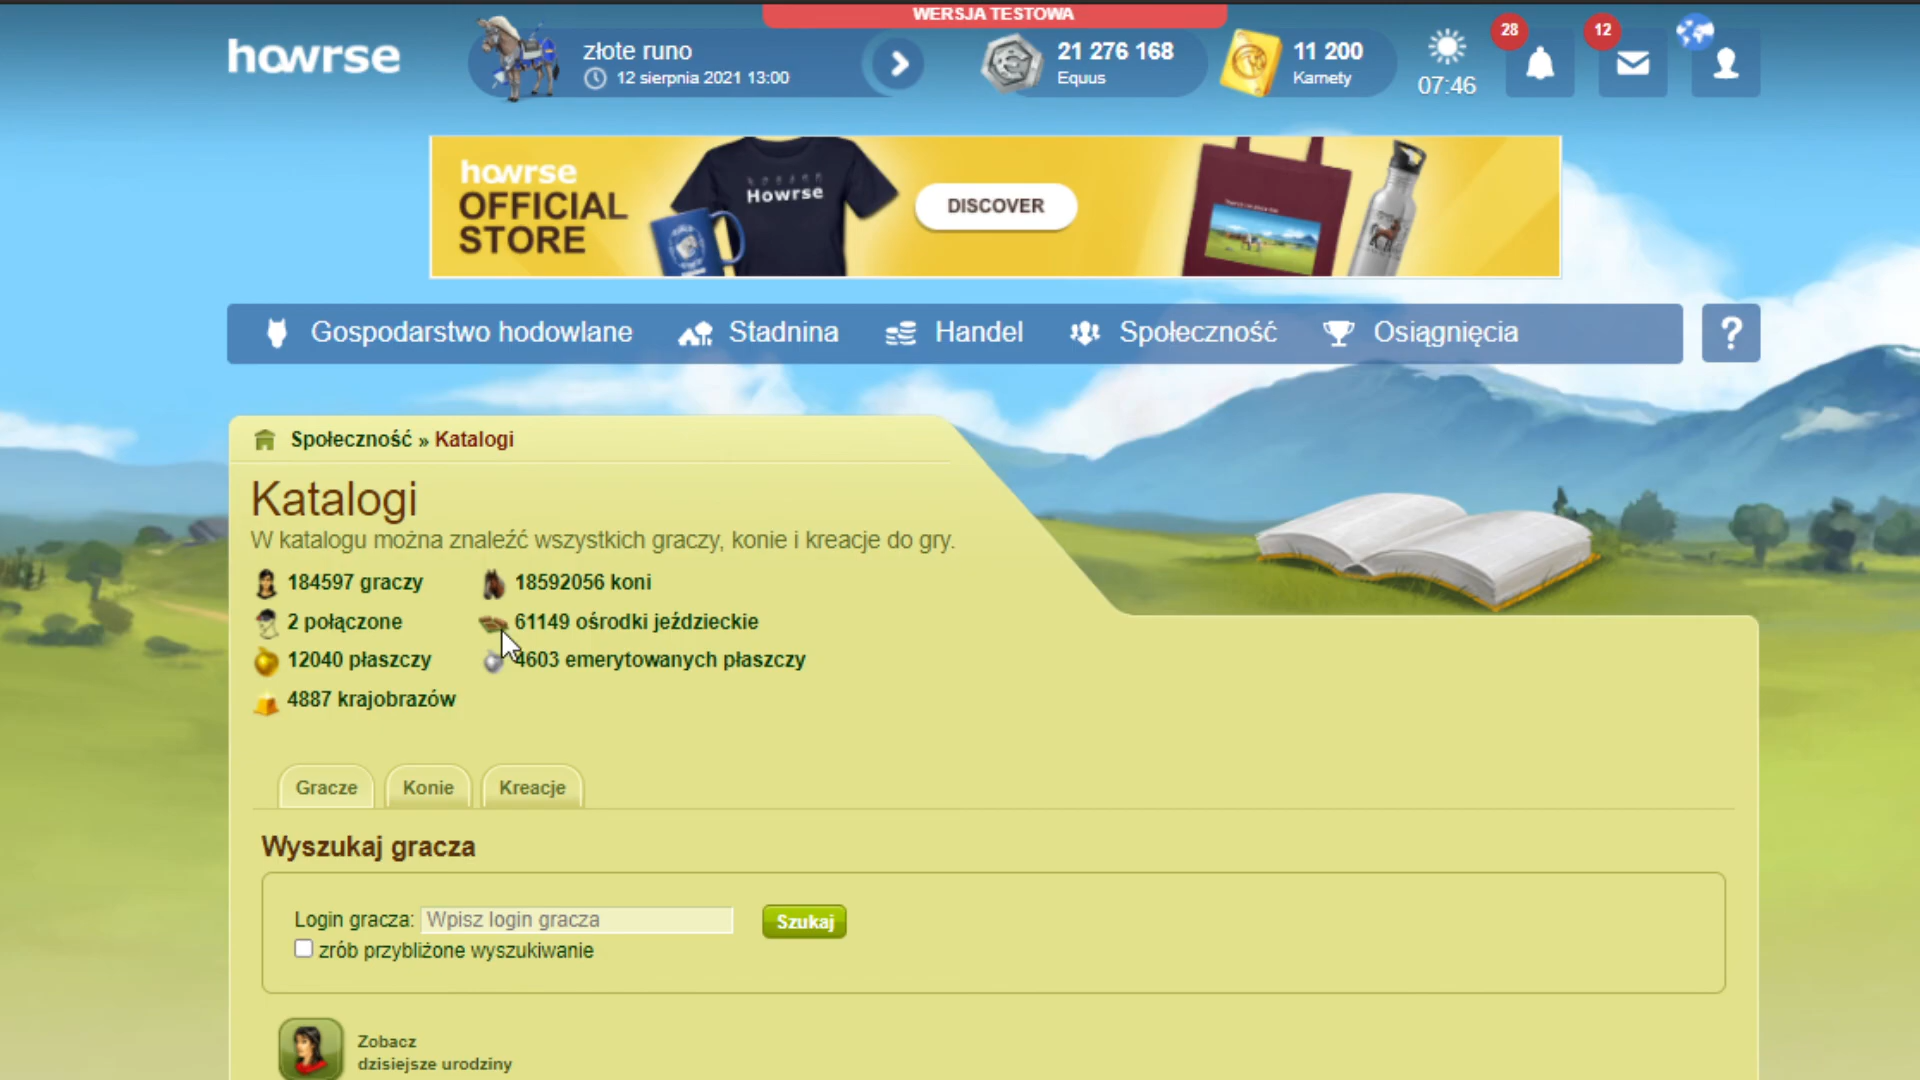 WERSJA TESTOWA
howrse
złote runo
12 sierpnia 2021 13:00
21 276 168
Equus
11 200
Karnety
07:46
28
12
howrse
OFFICIAL
STORE
Howrse
DISCOVER
Gospodarstwo hodowlane
Stadnina
Handel
Społeczność
Osiągnięcia
?
Społeczność » Katalogi
Katalogi
W katalogu można znaleźć wszystkich graczy, konie i kreacje do gry.
184597 graczy
18592056 koni
2 połączone
61149 ośrodki jeździeckie
12040 płaszczy
4603 emerytowanych płaszczy
4887 krajobrazów
Gracze
Konie
Kreacje
Wyszukaj gracza
Login gracza: Wpisz login gracza
Szukaj
zrób przybliżone wyszukiwanie
Zobacz
dzisiejsze urodziny